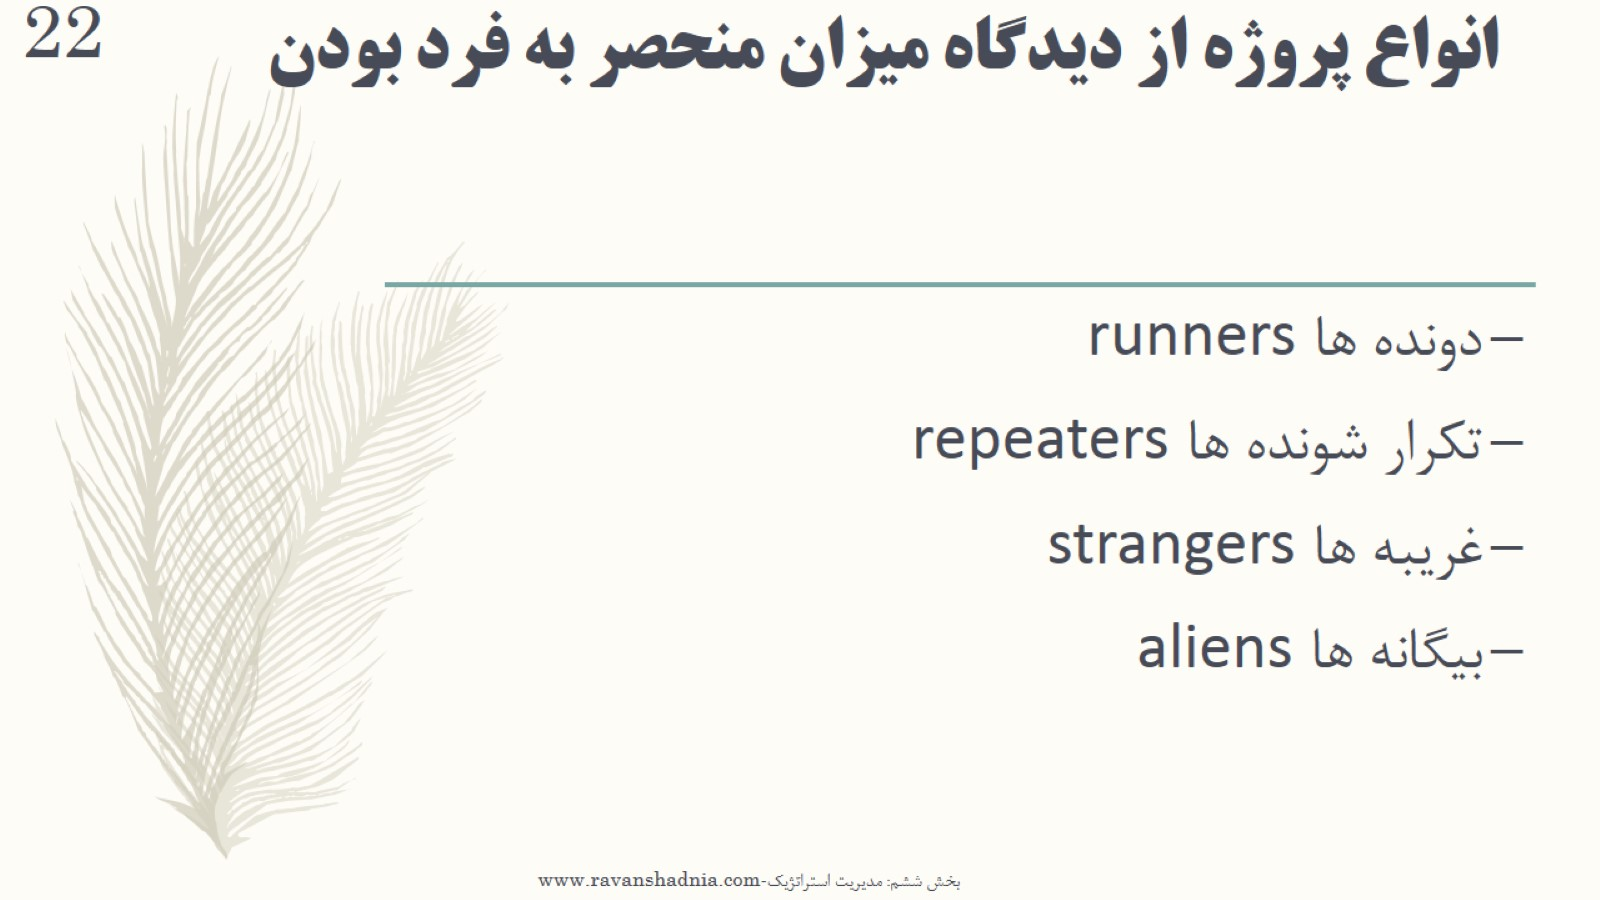 22
انواع پروژه از دیدگاه میزان منحصر به فرد بودن
–دونده ها runners
–تکرار شونده ها repeaters
–غریبه ها strangers
–بیگانه ها aliens
بخش ششم: مدیریت استراتژیک-www.ravanshadnia.com